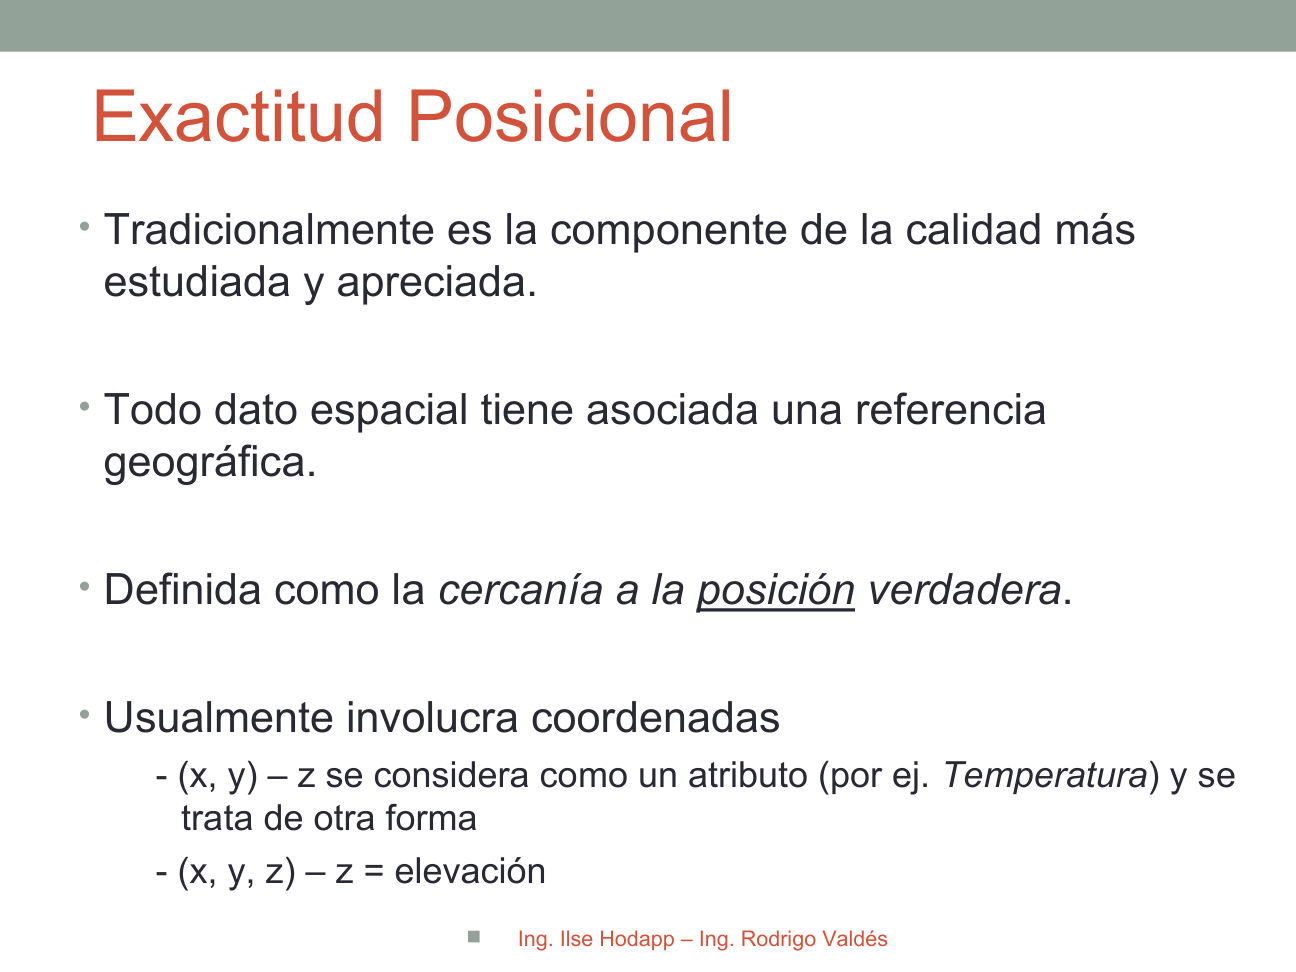 Exactitud Posicional
• Tradicionalmente es la componente de la calidad más
estudiada y apreciada.
• Todo dato espacial tiene asociada una referencia
geográfica.
• Definida como la cercanía a la posición verdadera.
• Usualmente involucra coordenadas
- (x, y) – z se considera como un atributo (por ej. Temperatura) y se
trata de otra forma
- (x, y, z) – z = elevación
■ Ing. Ilse Hodapp – Ing. Rodrigo Valdés